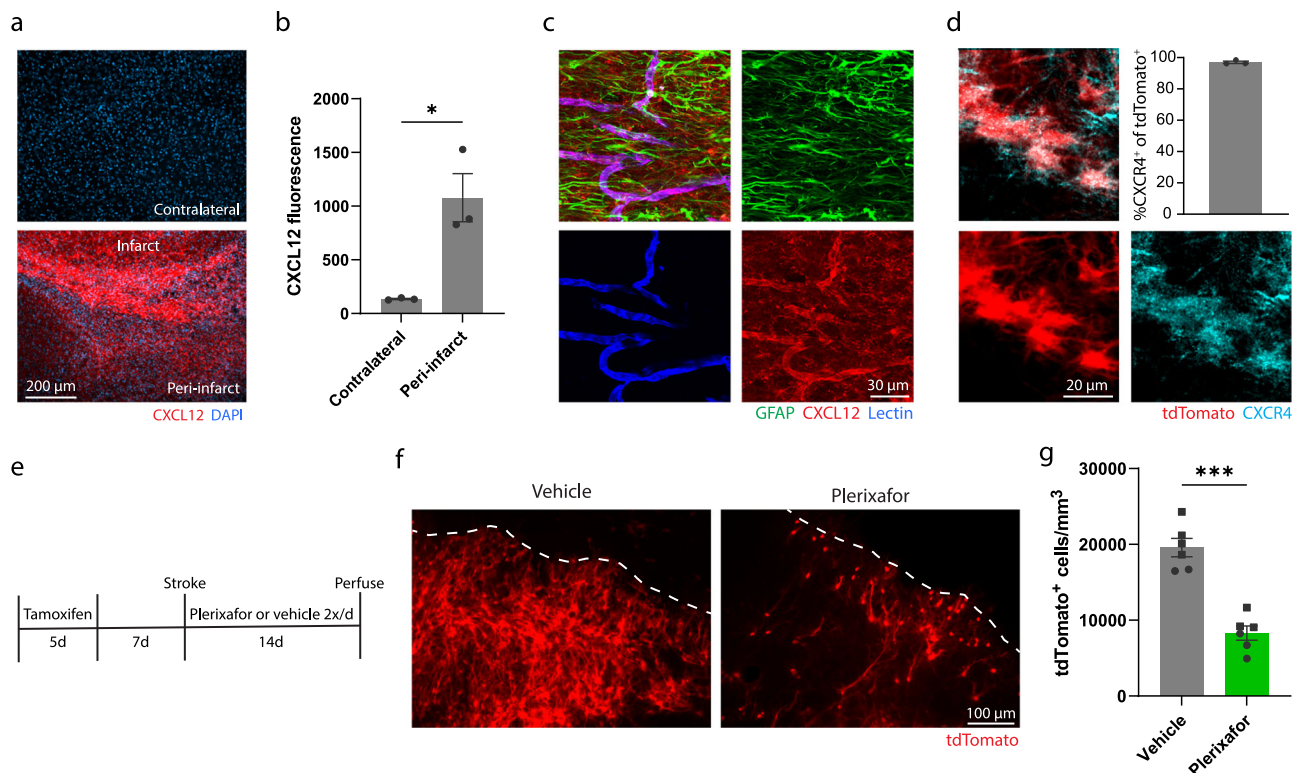 a
Contralateral
Infarct
Peri-infarct
200 µm
CXCL12 DAPI
b
CXCL12 fluorescence
2000
1500
1000
500
0
*
Contralateral
Peri-infarct
c
30 µm
GFAP CXCL12 Lectin
d
%CXCR4⁺ of tdTomato⁺
100
80
60
40
20
0
20 µm
tdTomato CXCR4
e
Stroke
Perfuse
Tamoxifen
Plerixafor or vehicle 2x/d
5d
7d
14d
f
Vehicle
Plerixafor
100 µm
tdTomato
g
tdTomato⁺ cells/mm³
30000
20000
10000
0
***
Vehicle
Plerixafor